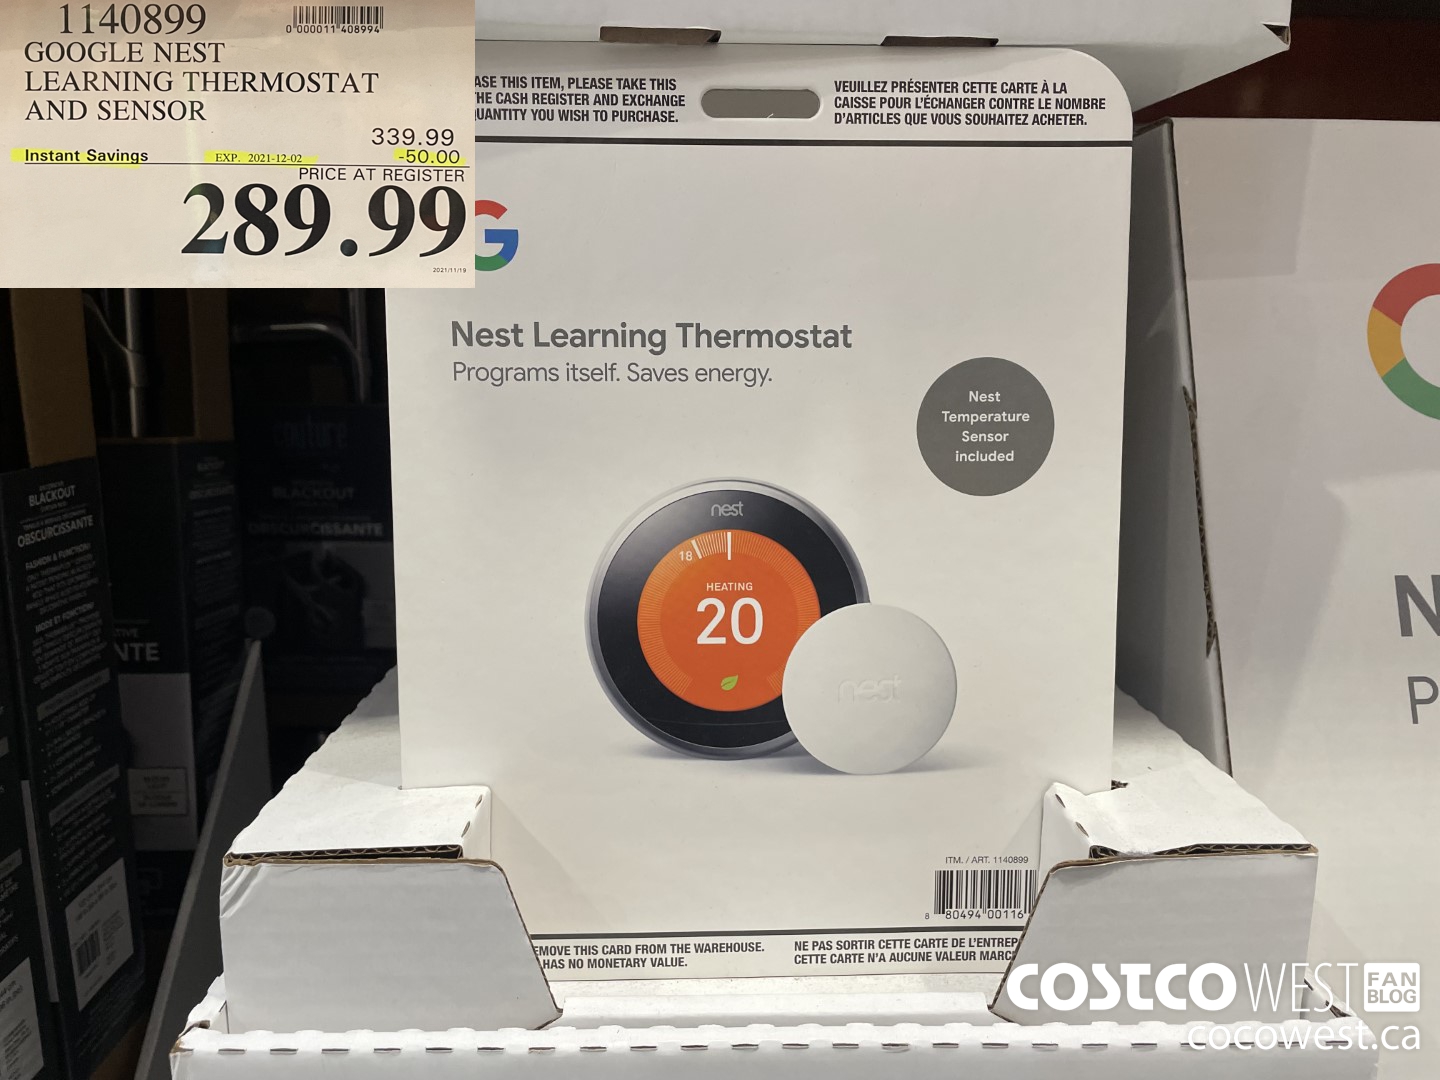 1140899
0 000011 408994
GOOGLE NEST
LEARNING THERMOSTAT
AND SENSOR
339.99
Instant Savings EXP. 2021-12-02 -50.00
PRICE AT REGISTER
289.99
2021/11/19
ASE THIS ITEM, PLEASE TAKE THIS
HE CASH REGISTER AND EXCHANGE
UANTITY YOU WISH TO PURCHASE.
VEUILLEZ PRÉSENTER CETTE CARTE À LA
CAISSE POUR L'ÉCHANGER CONTRE LE NOMBRE
D'ARTICLES QUE VOUS SOUHAITEZ ACHETER.
G
Nest Learning Thermostat
Programs itself. Saves energy.
Nest
Temperature
Sensor
included
nest
18
HEATING
20
nest
ITM. / ART. 1140899
8 80494 00116
EMOVE THIS CARD FROM THE WAREHOUSE.
HAS NO MONETARY VALUE.
NE PAS SORTIR CETTE CARTE DE L'ENTREP
CETTE CARTE N'A AUCUNE VALEUR MARC
BLACKOUT
OBSCURCISSANTE
FASHION & FUNCTION
MODE ET FONCTION
BLACKOUT
OBSCURCISSANTE
NTE
N
P
COSTCO WEST FAN
BLOG
cocowest.ca